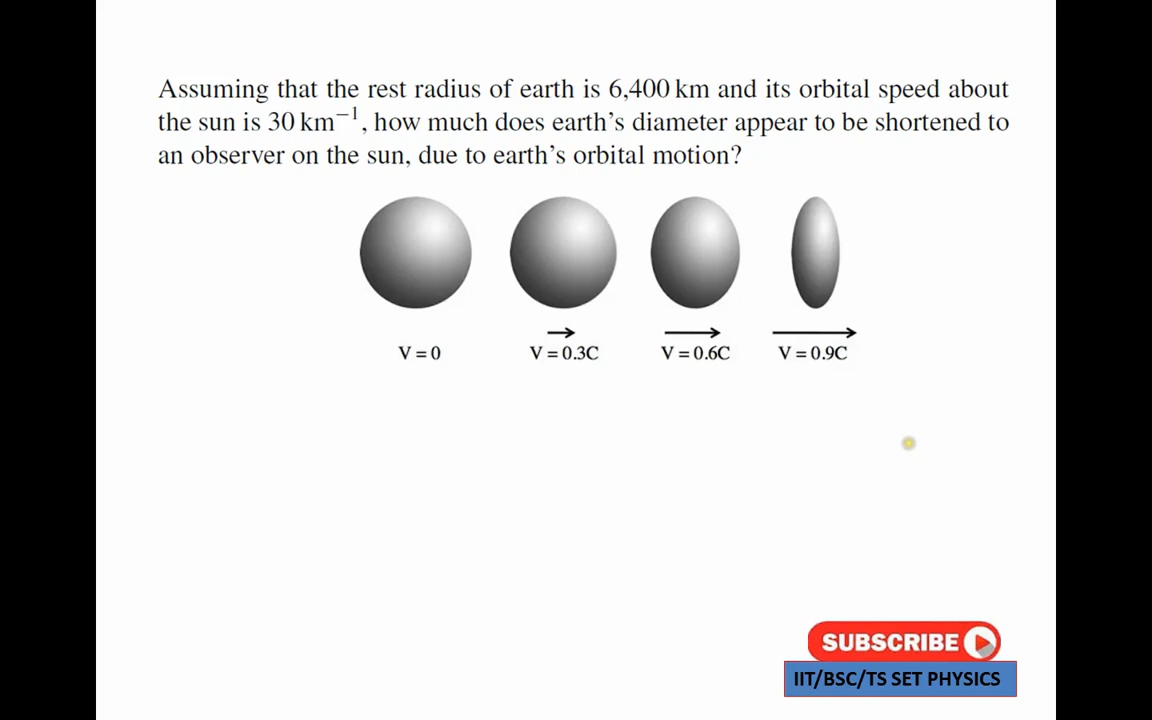 Assuming that the rest radius of earth is 6,400 km and its orbital speed about
the sun is 30 km⁻¹, how much does earth’s diameter appear to be shortened to
an observer on the sun, due to earth’s orbital motion?
V = 0 V = 0.3C V = 0.6C V = 0.9C
SUBSCRIBE
IIT/BSC/TS SET PHYSICS